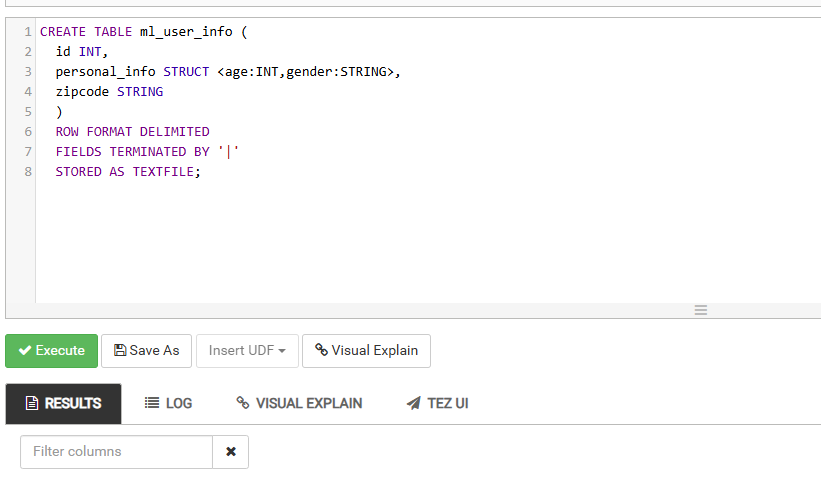 1 CREATE TABLE ml_user_info (
2 id INT,
3 personal_info STRUCT <age:INT,gender:STRING>,
4 zipcode STRING
5 )
6 ROW FORMAT DELIMITED
7 FIELDS TERMINATED BY '|'
8 STORED AS TEXTFILE;
Execute Save As Insert UDF Visual Explain
RESULTS LOG VISUAL EXPLAIN TEZ UI
Filter columns